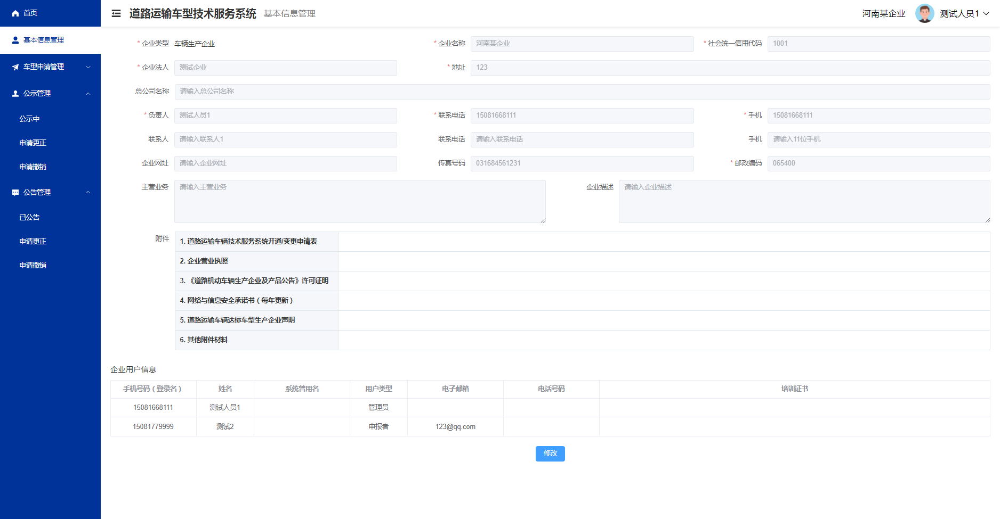 首页
基本信息管理
车型申请管理
公示管理
公示中
申请更正
申请撤销
公告管理
已公告
申请更正
申请撤销
道路运输车型技术服务系统 基本信息管理 河南某企业 测试人员1
* 企业类型 车辆生产企业 * 企业名称 河南某企业 * 社会统一信用代码 1001
* 企业法人 测试企业 * 地址 123
总公司名称 请输入总公司名称
* 负责人 测试人员1 * 联系电话 15081668111 * 手机 15081668111
联系人 请输入联系人1 联系电话 请输入联系电话 手机 请输入11位手机
企业网址 请输入企业网址 传真号码 031684561231 * 邮政编码 065400
主营业务 请输入主营业务 企业描述 请输入企业描述
附件 1. 道路运输车辆技术服务系统开通/变更申请表
2. 企业营业执照
3. 《道路机动车辆生产企业及产品公告》许可证明
4. 网络与信息安全承诺书（每年更新）
5. 道路运输车辆达标车型生产企业声明
6. 其他附件材料
企业用户信息
手机号码（登录名） 姓名 系统曾用名 用户类型 电子邮箱 电话号码 培训证书
15081668111 测试人员1 管理员
15081779999 测试2 申报者 123@qq.com
修改